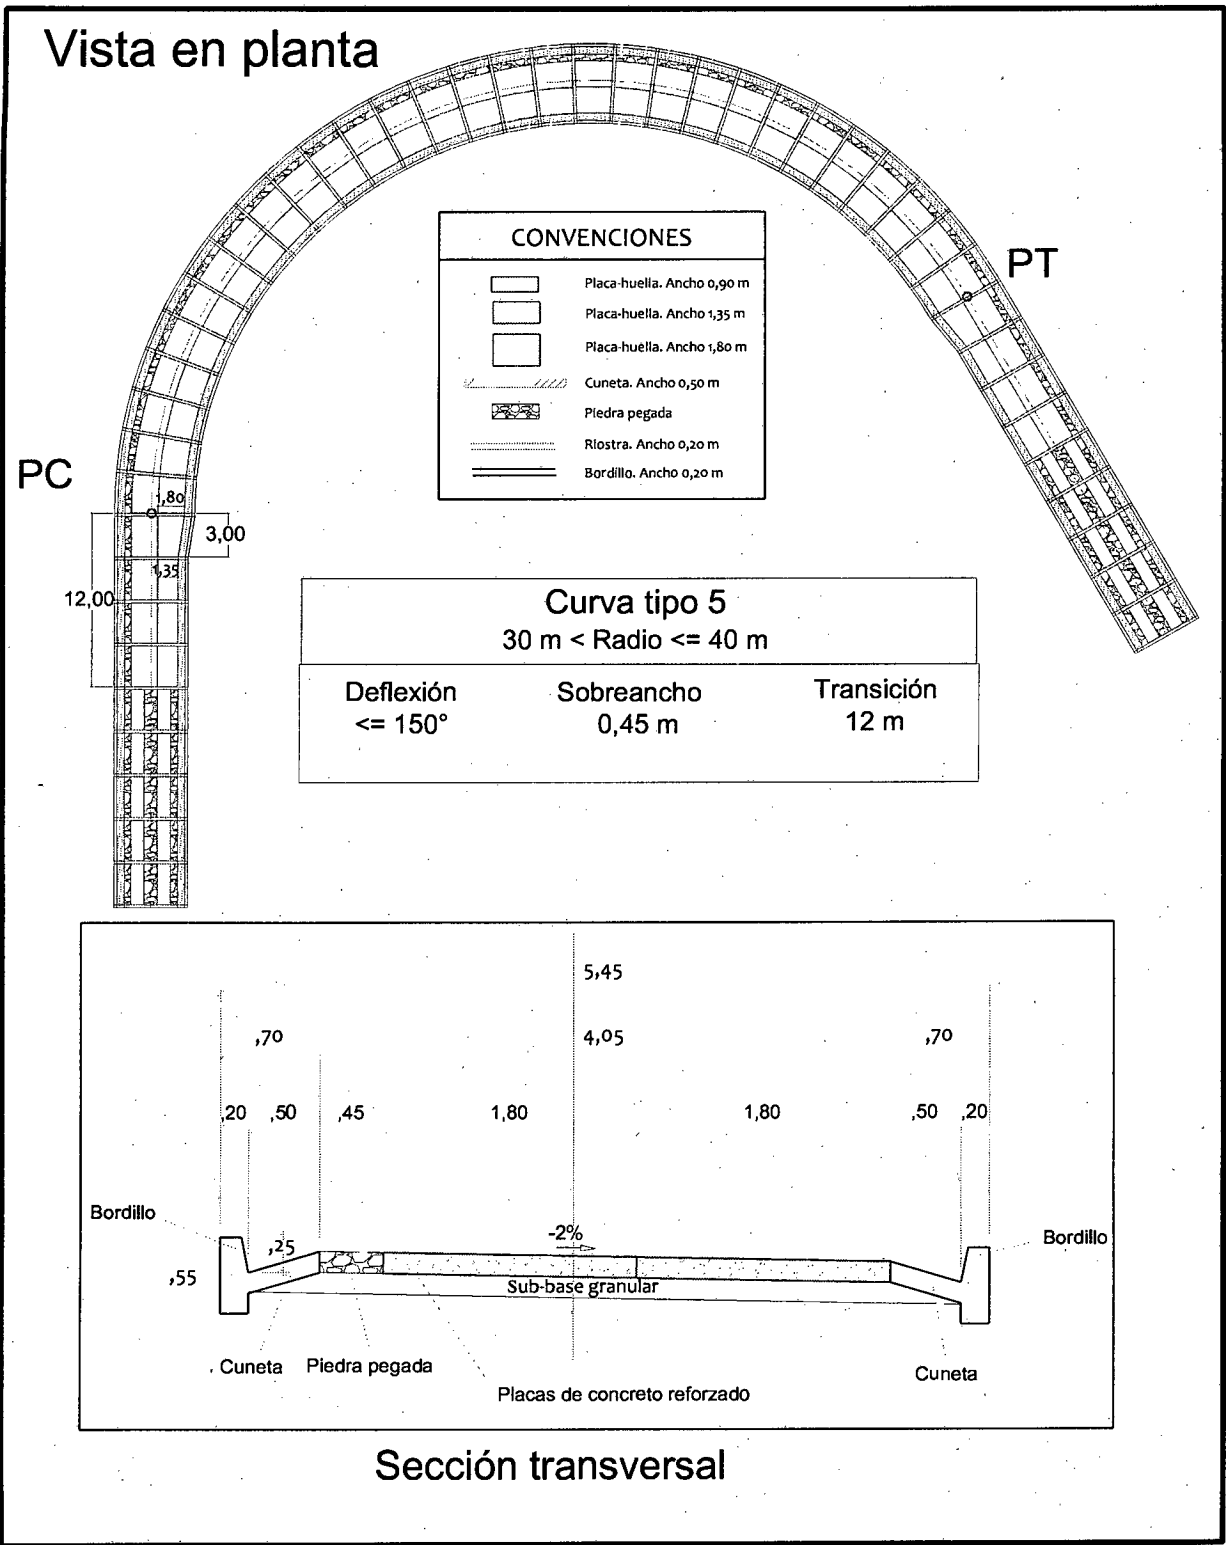 Vista en planta
CONVENCIONES
Placa-huella. Ancho 0,90 m
Placa-huella. Ancho 1,35 m
Placa-huella. Ancho 1,80 m
Cuneta. Ancho 0,50 m
Piedra pegada
Riostra. Ancho 0,20 m
Bordillo. Ancho 0,20 m
PT
PC
1,80
3,00
1,35
12,00
Curva tipo 5
30 m < Radio <= 40 m
Deflexión Sobreancho Transición
<= 150° 0,45 m 12 m
5,45
,70 4,05 ,70
,20 ,50 ,45 1,80 1,80 ,50 ,20
Bordillo
-2%
Bordillo
,25
,55
Sub-base granular
Cuneta Piedra pegada
Cuneta
Placas de concreto reforzado
Sección transversal